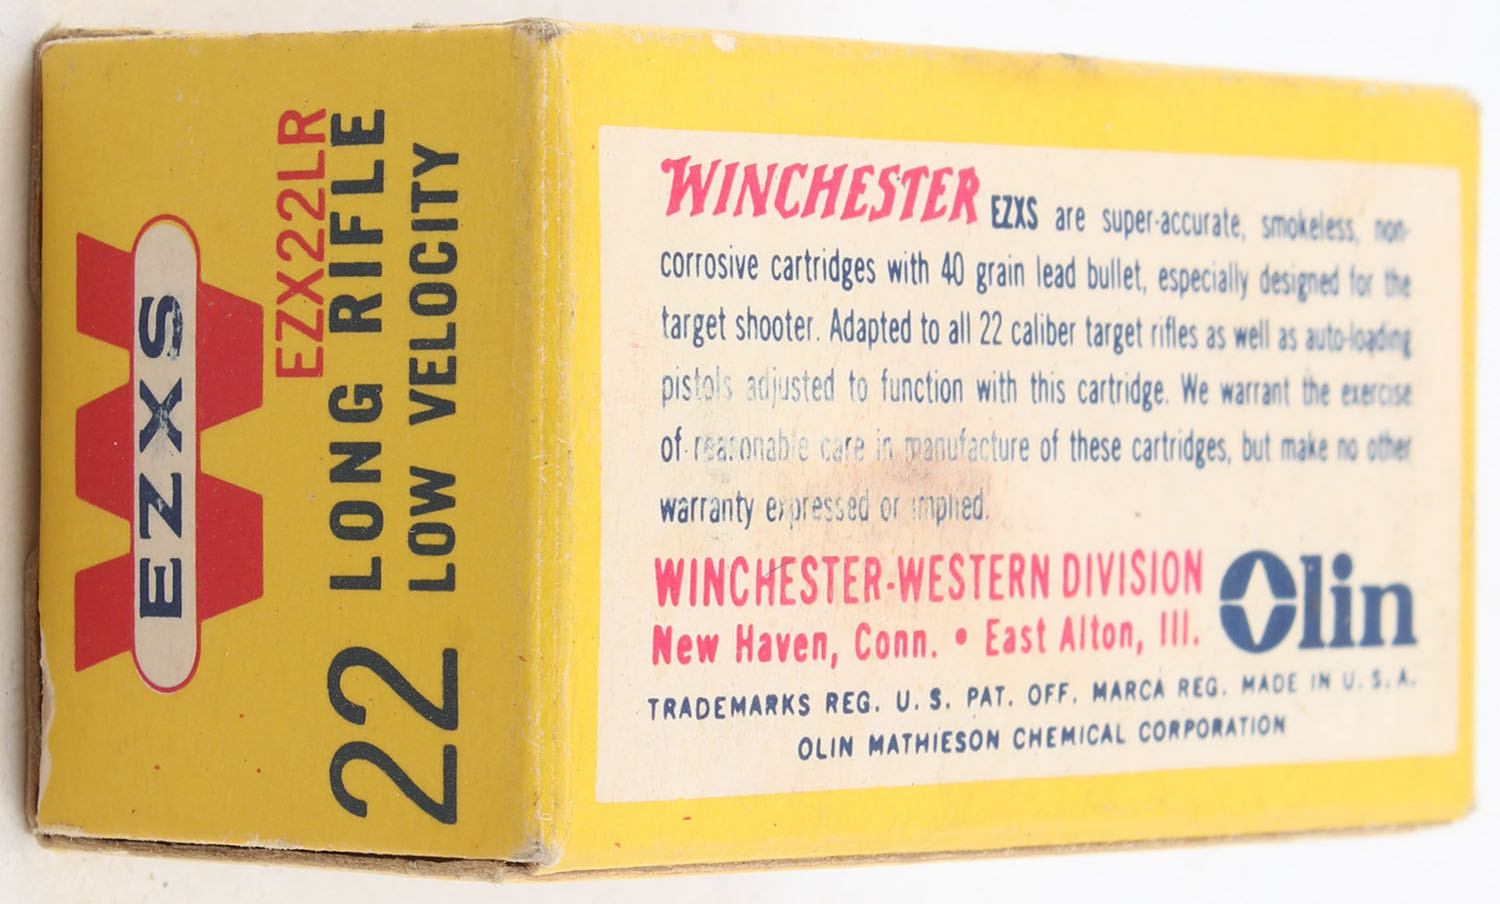 W
EZXS
EZX22LR
22 LONG RIFLE
LOW VELOCITY
WINCHESTER EZXS are super-accurate, smokeless, non-
corrosive cartridges with 40 grain lead bullet, especially designed for the
target shooter. Adapted to all 22 caliber target rifles as well as auto-loading
pistols adjusted to function with this cartridge. We warrant the exercise
of reasonable care in manufacture of these cartridges, but make no other
warranty expressed or implied.
WINCHESTER-WESTERN DIVISION
New Haven, Conn. • East Alton, Ill.
Olin
TRADEMARKS REG. U. S. PAT. OFF. MARCA REG. MADE IN U. S. A.
OLIN MATHIESON CHEMICAL CORPORATION